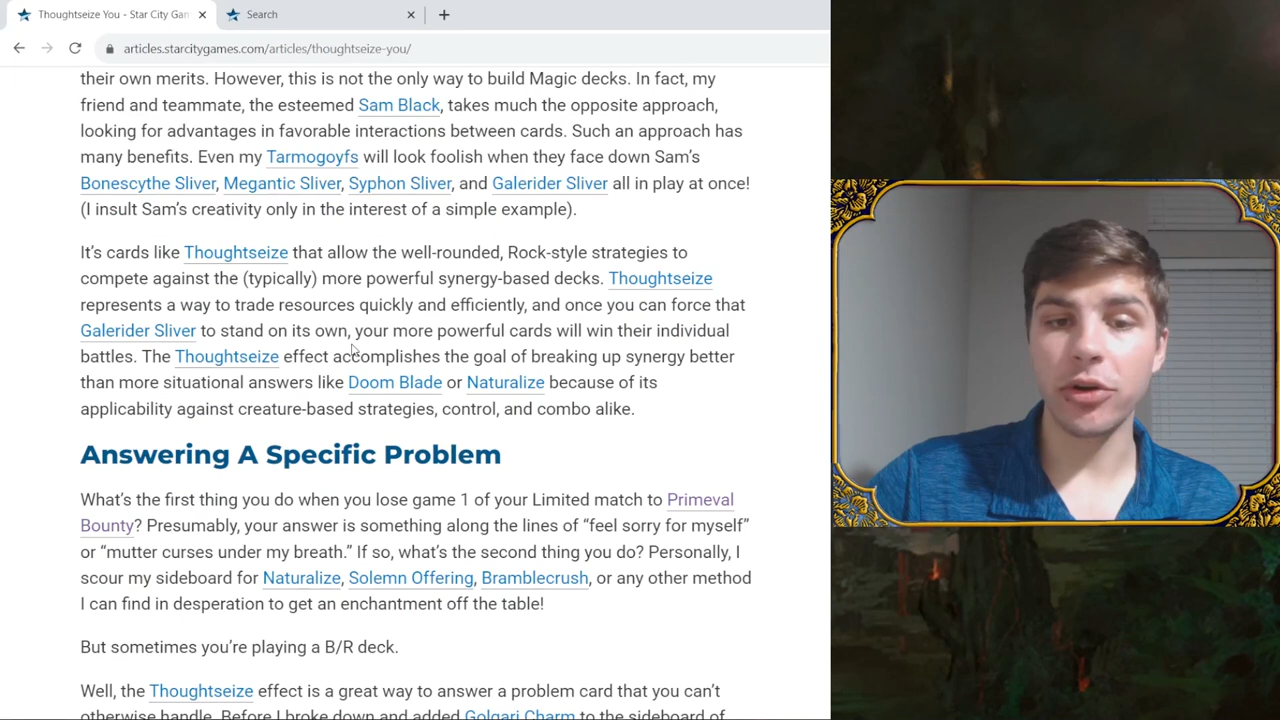 Thoughtseize You - Star City Gam
Search
articles.starcitygames.com/articles/thoughtseize-you/
their own merits. However, this is not the only way to build Magic decks. In fact, my
friend and teammate, the esteemed Sam Black, takes much the opposite approach,
looking for advantages in favorable interactions between cards. Such an approach has
many benefits. Even my Tarmogoyfs will look foolish when they face down Sam's
Bonescythe Sliver, Megantic Sliver, Syphon Sliver, and Galerider Sliver all in play at once!
(I insult Sam's creativity only in the interest of a simple example).
It's cards like Thoughtseize that allow the well-rounded, Rock-style strategies to
compete against the (typically) more powerful synergy-based decks. Thoughtseize
represents a way to trade resources quickly and efficiently, and once you can force that
Galerider Sliver to stand on its own, your more powerful cards will win their individual
battles. The Thoughtseize effect accomplishes the goal of breaking up synergy better
than more situational answers like Doom Blade or Naturalize because of its
applicability against creature-based strategies, control, and combo alike.
Answering A Specific Problem
What's the first thing you do when you lose game 1 of your Limited match to Primeval
Bounty? Presumably, your answer is something along the lines of “feel sorry for myself”
or “mutter curses under my breath.” If so, what's the second thing you do? Personally, I
scour my sideboard for Naturalize, Solemn Offering, Bramblecrush, or any other method
I can find in desperation to get an enchantment off the table!
But sometimes you're playing a B/R deck.
Well, the Thoughtseize effect is a great way to answer a problem card that you can't
otherwise handle. Before I broke down and added Golgari Charm to the sideboard of